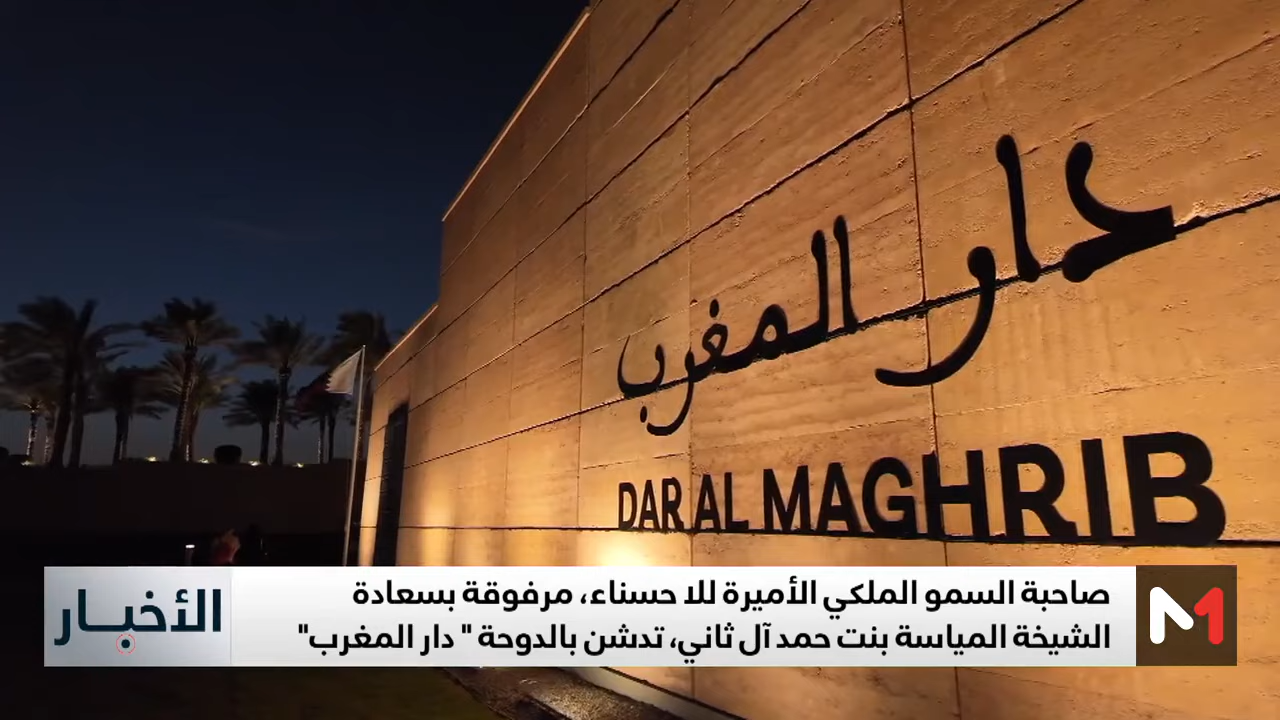 دار المغرب
DAR AL MAGHRIB
صاحبة السمو الملكي الأميرة للا حسناء، مرفوقة بسعادة
الشيخة المياسة بنت حمد آل ثاني، تدشن بالدوحة " دار المغرب"
الأخبار
M1